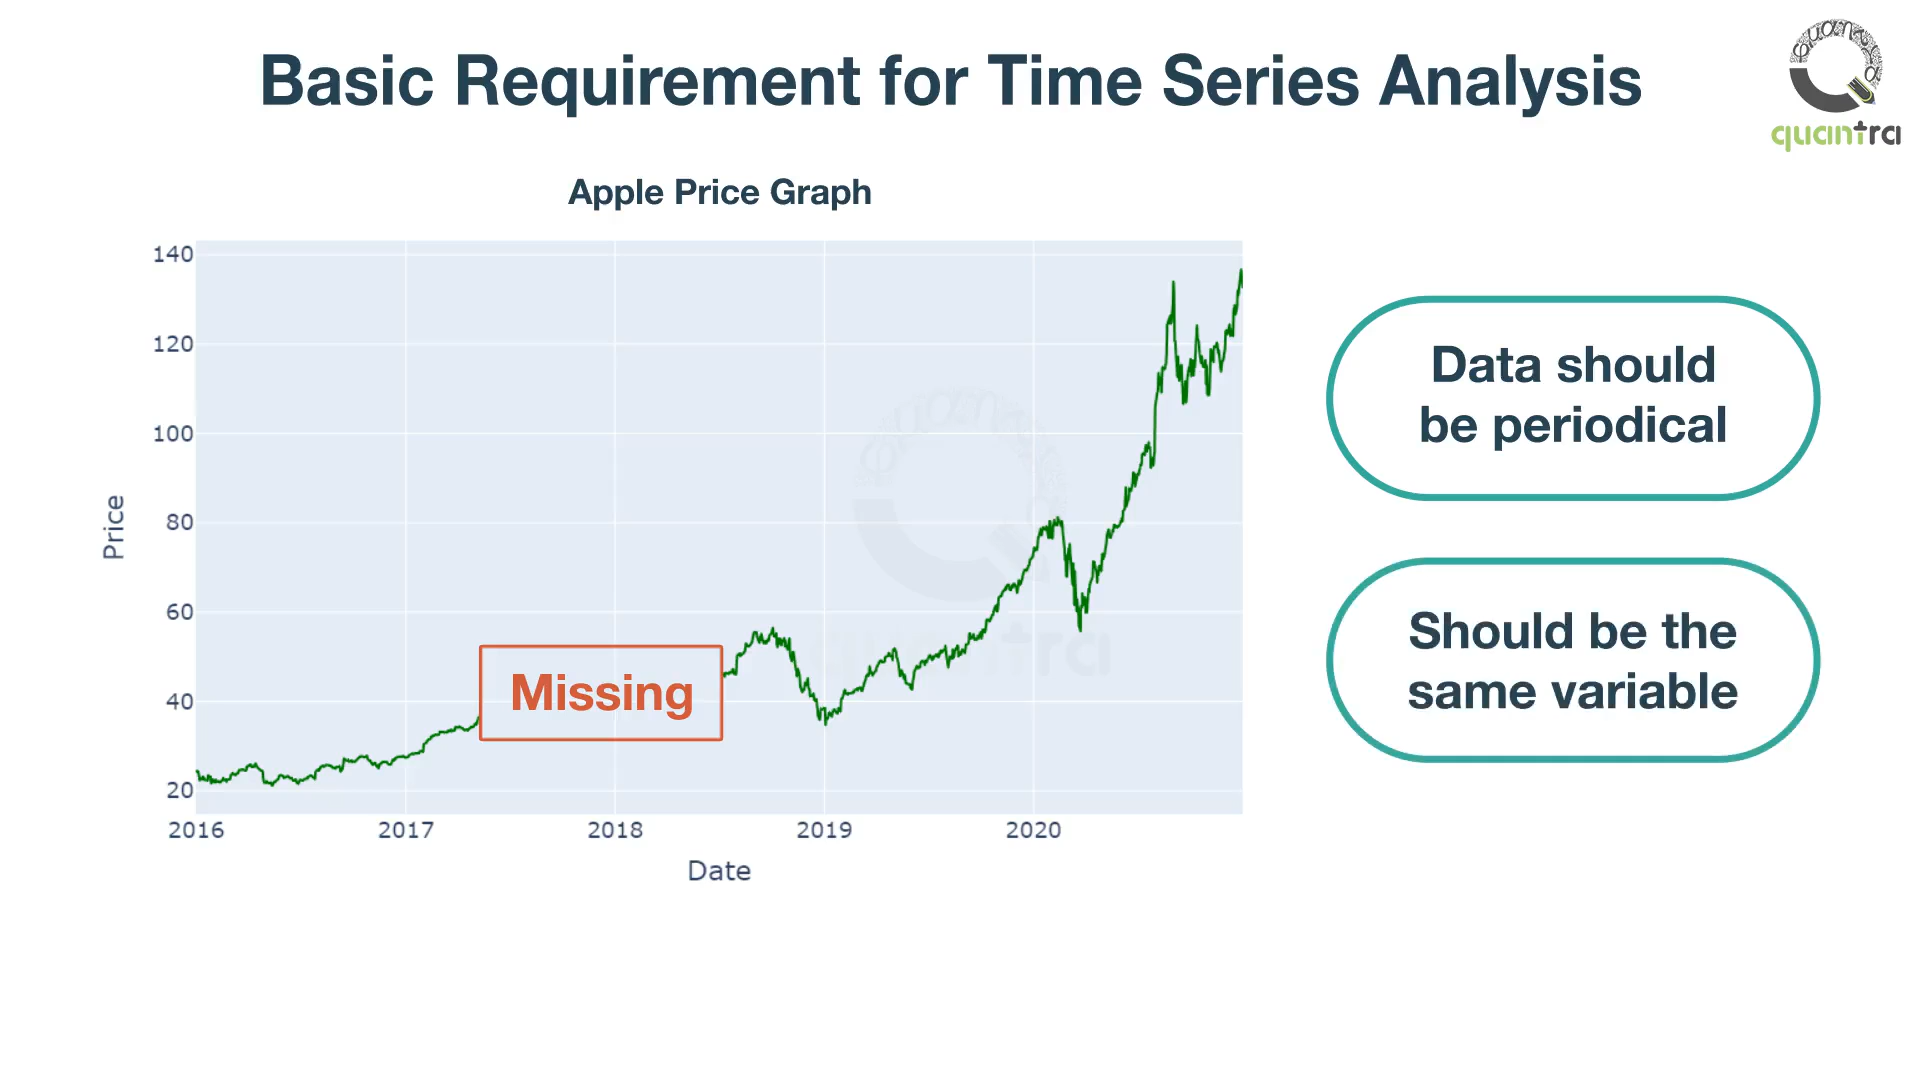 Basic Requirement for Time Series Analysis
quantra
Apple Price Graph
140
120
100
80
60
40
20
Price
Missing
quantra
2016
2017
2018
2019
2020
Date
Data should
be periodical
Should be the
same variable